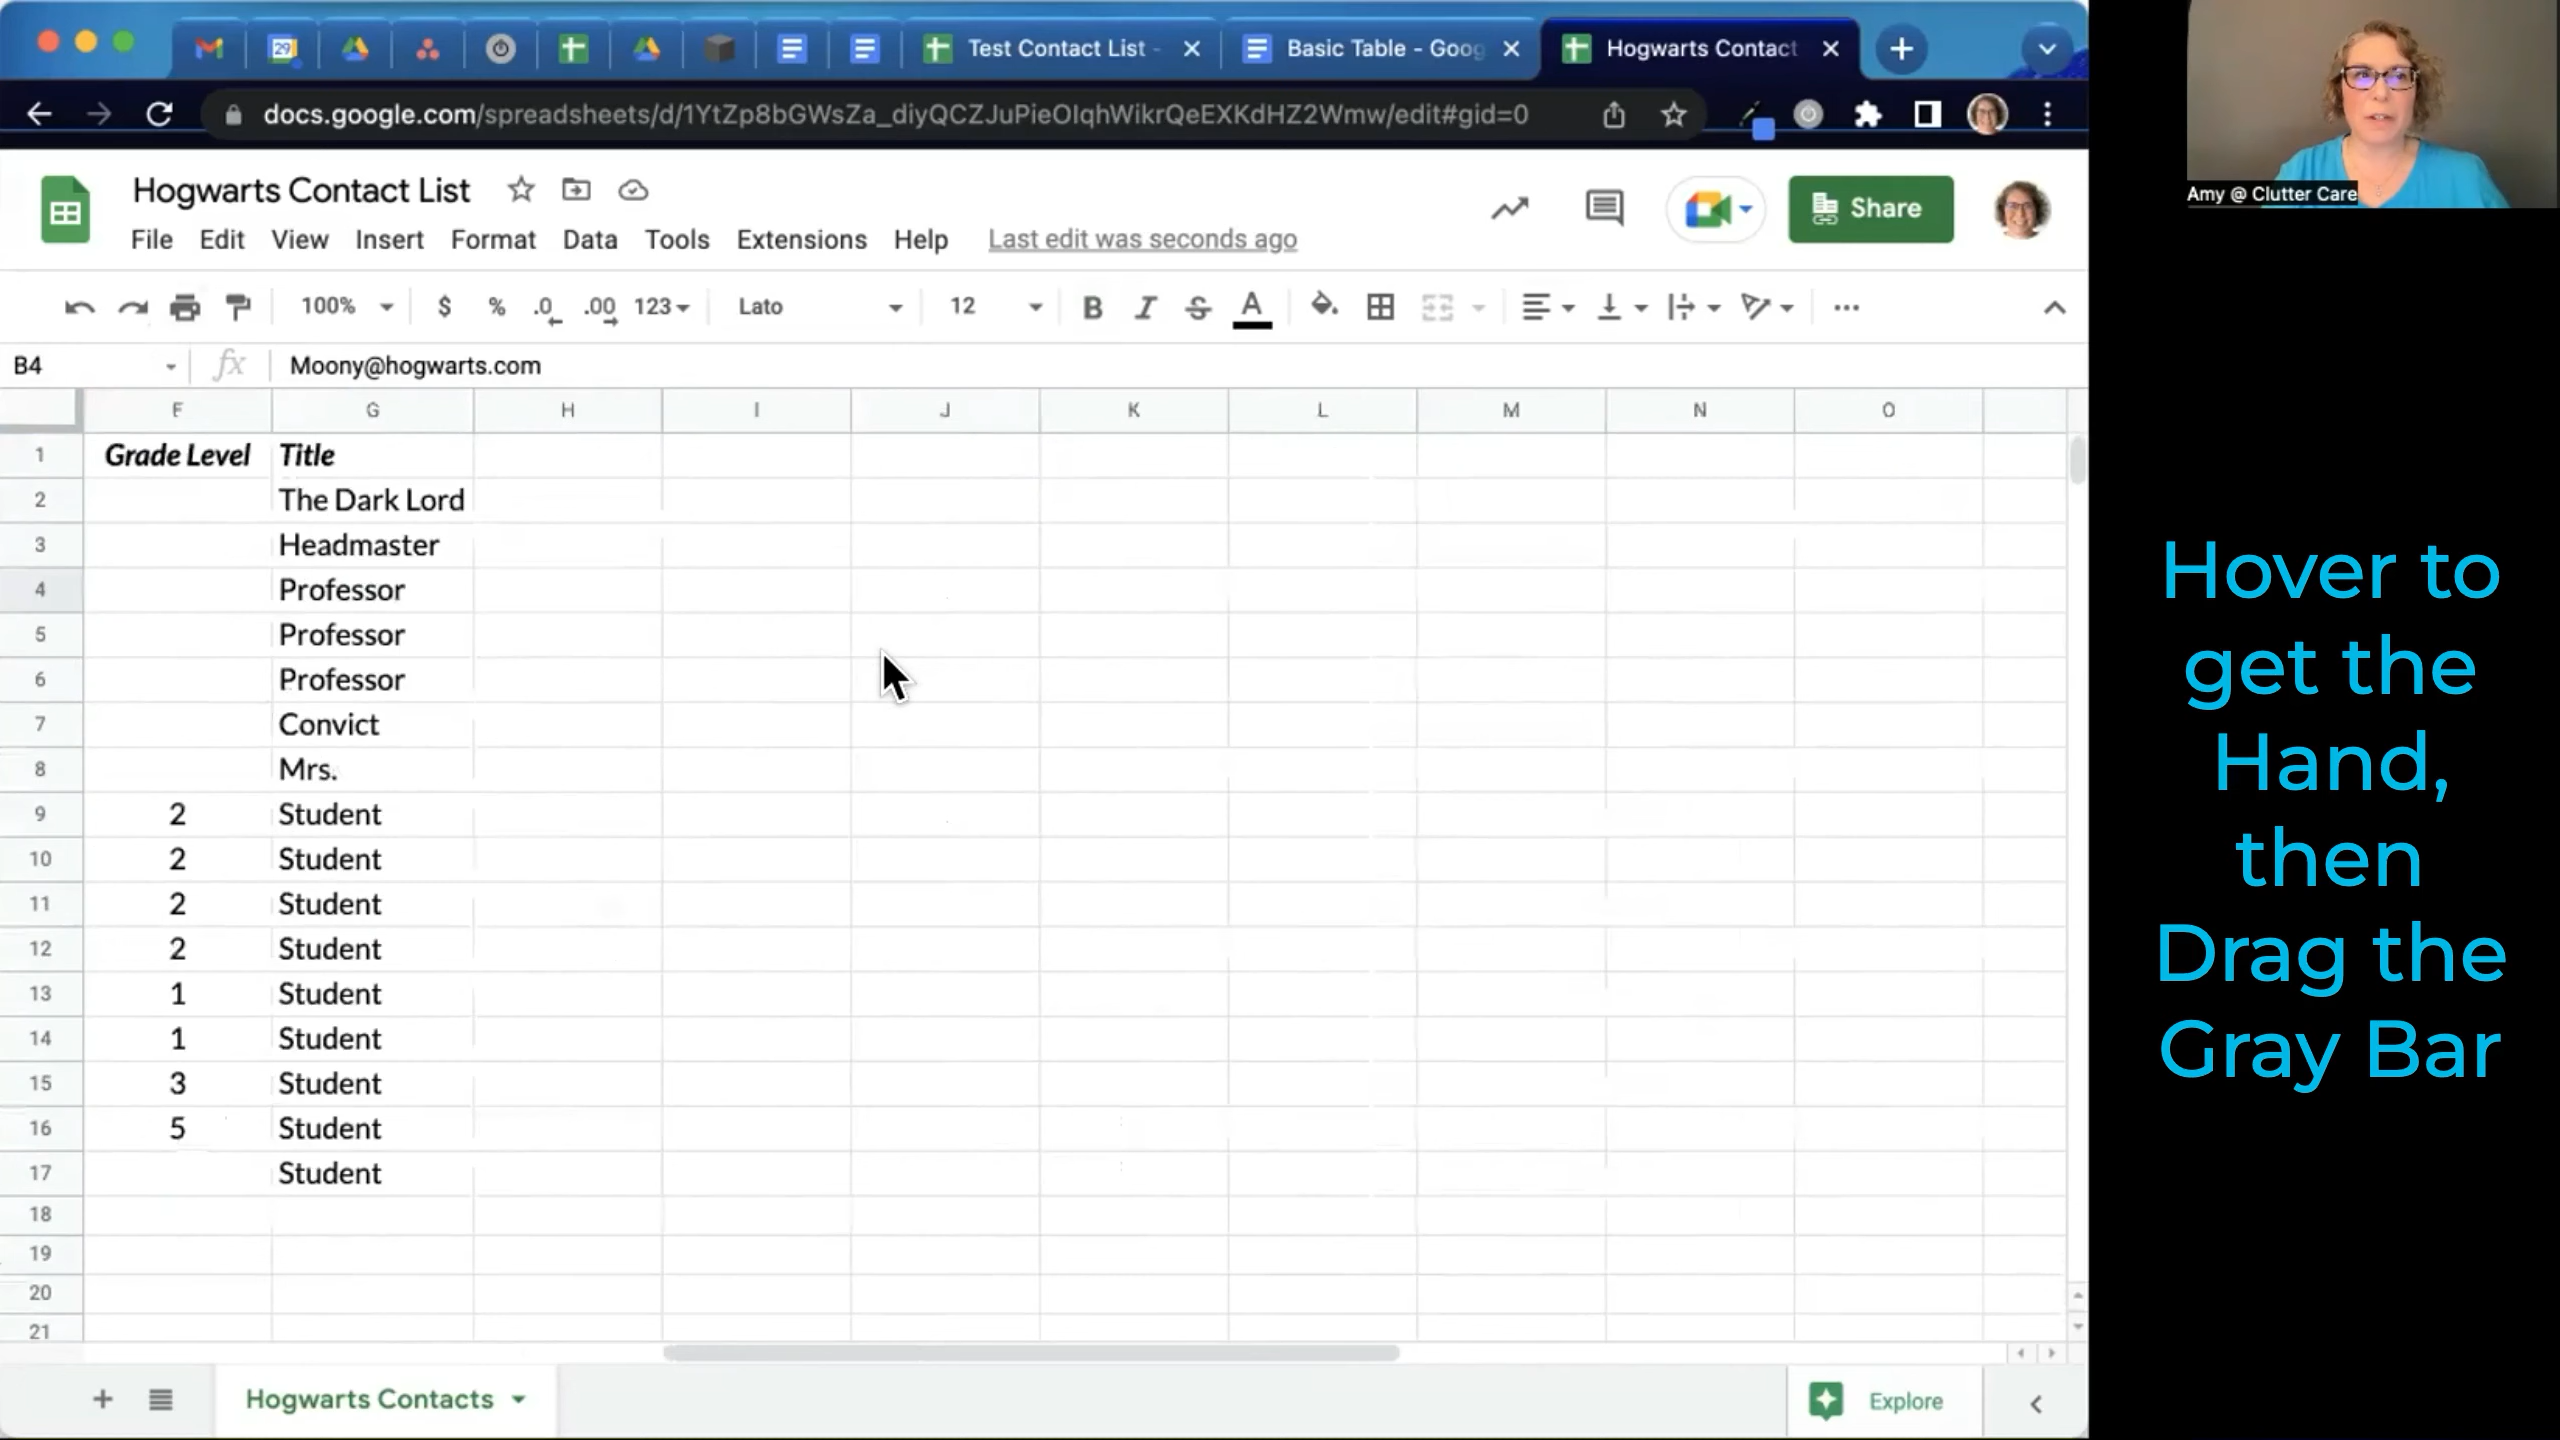 29
Test Contact List -
Basic Table - Goog
Hogwarts Contact
docs.google.com/spreadsheets/d/1YtZp8bGWsZa_diyQCZJuPieOIqhWikrQeEXKdHZ2Wmw/edit#gid=0
Amy @ Clutter Care
Hogwarts Contact List
Share
File Edit View Insert Format Data Tools Extensions Help Last edit was seconds ago
100% $ % .0 .00 123 Lato 12 B I S A
B4 fx Moony@hogwarts.com
F G H I J K L M N O
1 Grade Level Title
2 The Dark Lord
3 Headmaster
4 Professor
5 Professor
6 Professor
7 Convict
8 Mrs.
9 2 Student
10 2 Student
11 2 Student
12 2 Student
13 1 Student
14 1 Student
15 3 Student
16 5 Student
17 Student
18
19
20
21
Hogwarts Contacts
Explore
Hover to
get the
Hand,
then
Drag the
Gray Bar